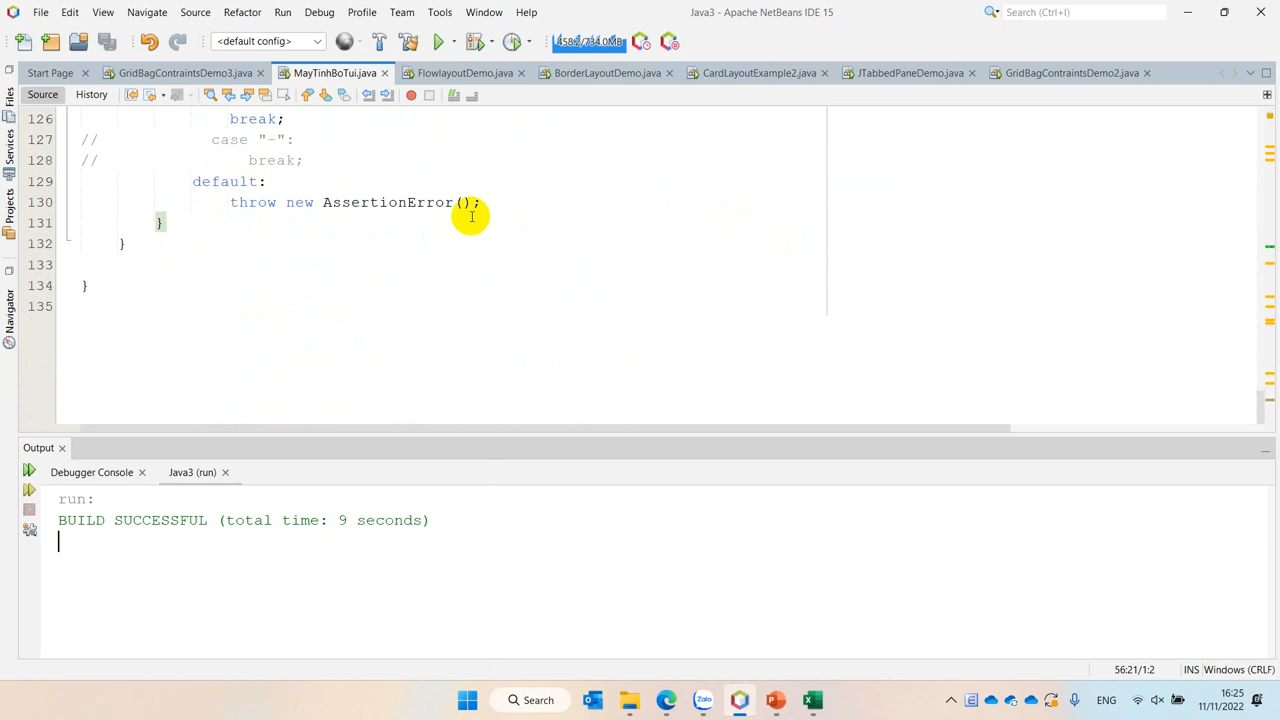 File Edit View Navigate Source Refactor Run Debug Profile Team Tools Window Help Java3 - Apache NetBeans IDE 15 Search (Ctrl+I)
<default config> 458.2/734.0MB
Start Page GridBagContraintsDemo3.java MayTinhBoTui.java FlowlayoutDemo.java BorderLayoutDemo.java CardLayoutExample2.java JTabbedPaneDemo.java GridBagContraintsDemo2.java
Source History
Files
Services
Projects
Navigator
126 break;
127 // case "-":
128 // break;
129 default:
130 throw new AssertionError();
131 }
132 }
133
134 }
135
Output
Debugger Console Java3 (run)
run:
BUILD SUCCESSFUL (total time: 9 seconds)
56:21/1:2 INS Windows (CRLF)
Search ENG 16:25
11/11/2022